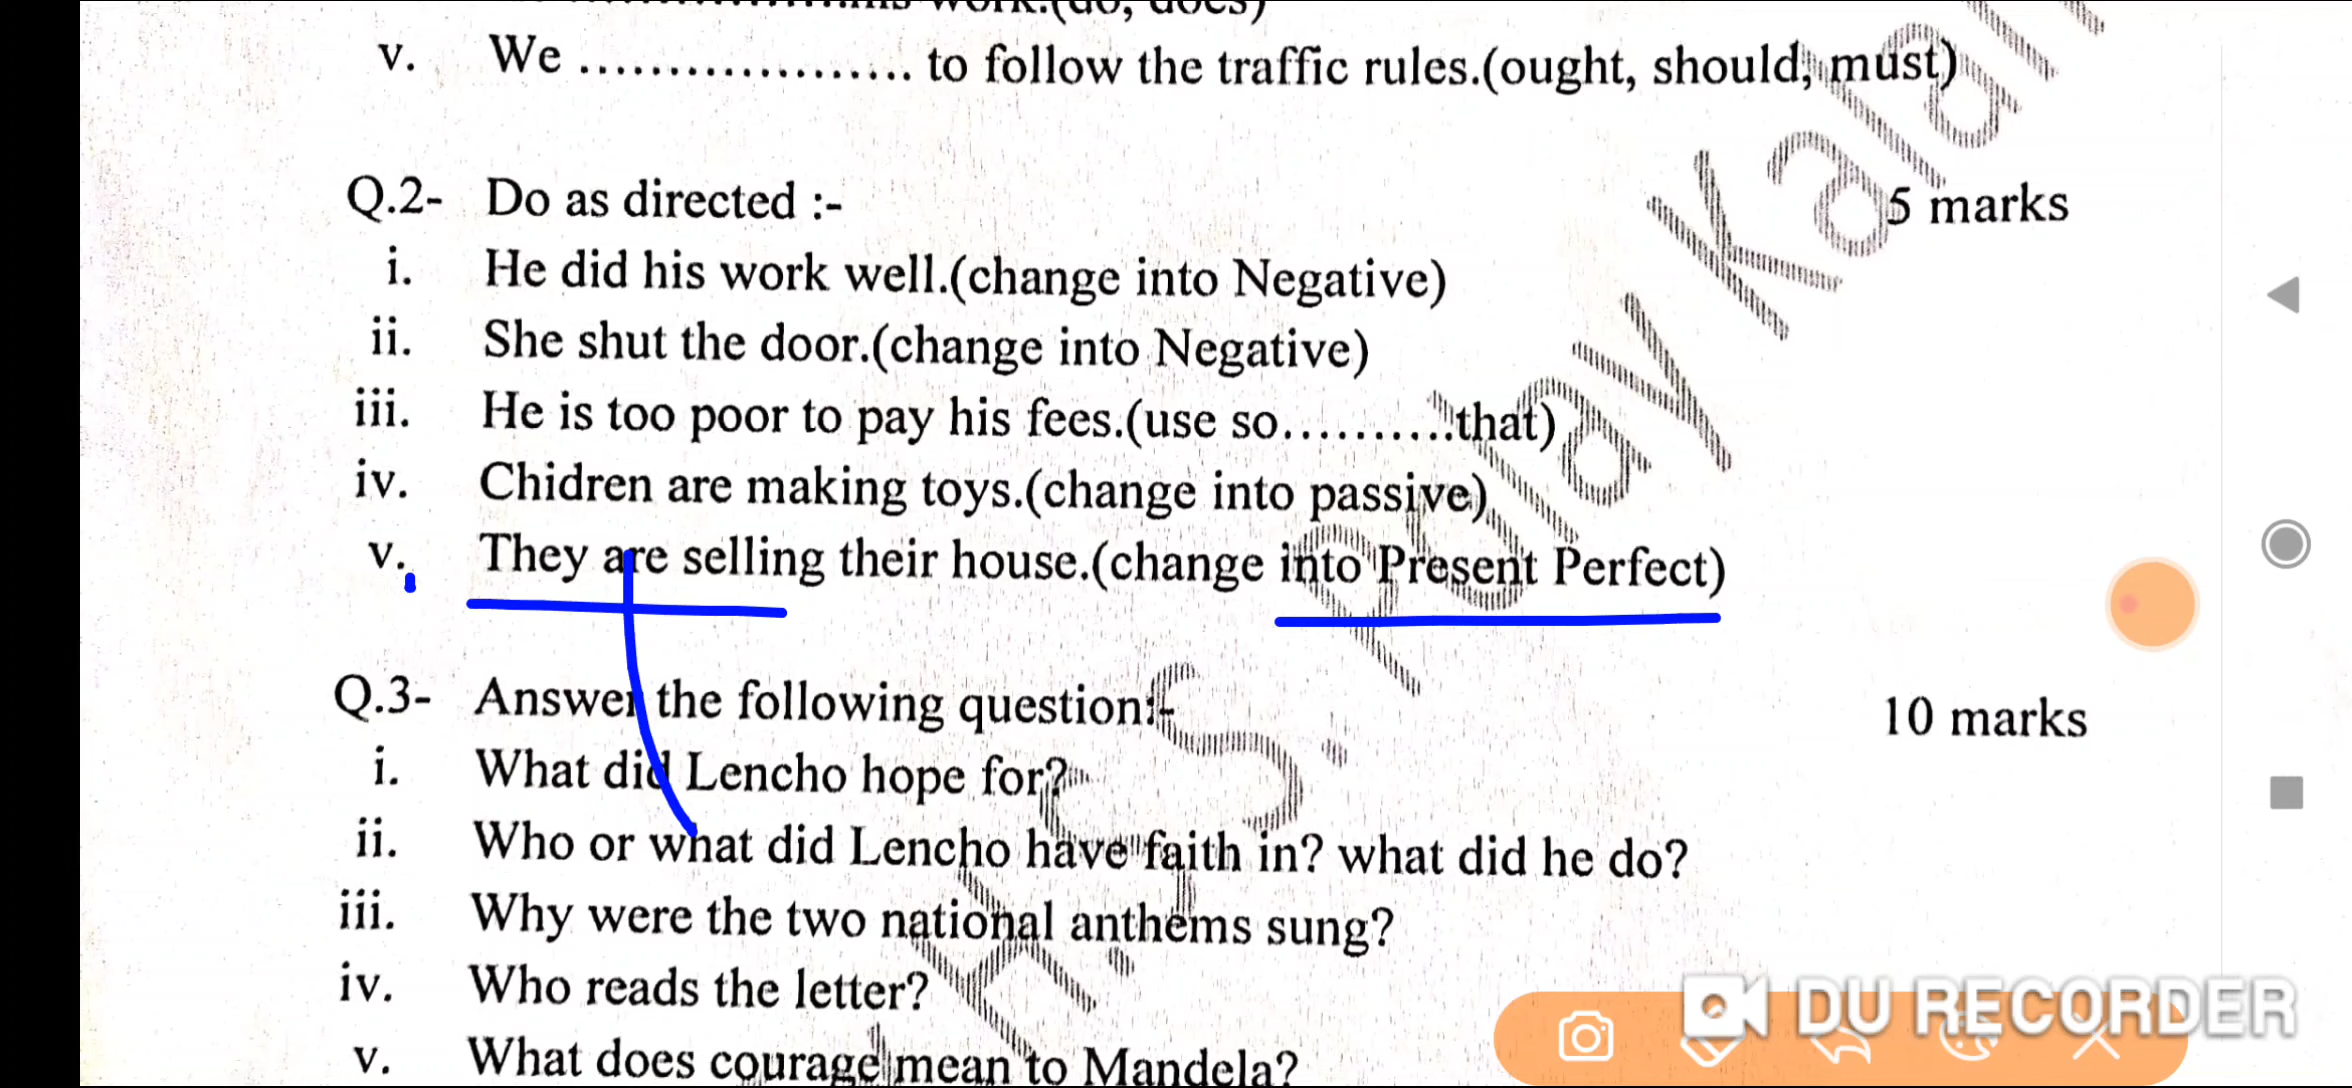 work.(do, does)
v. We ................... to follow the traffic rules.(ought, should, must)
Q.2- Do as directed :- 5 marks
i. He did his work well.(change into Negative)
ii. She shut the door.(change into Negative)
iii. He is too poor to pay his fees.(use so..........that)
iv. Chidren are making toys.(change into passive)
v. They are selling their house.(change into Present Perfect)
Q.3- Answer the following question:- 10 marks
i. What did Lencho hope for?
ii. Who or what did Lencho have faith in? what did he do?
iii. Why were the two national anthems sung?
iv. Who reads the letter?
v. What does courage mean to Mandela?
DU RECORDER